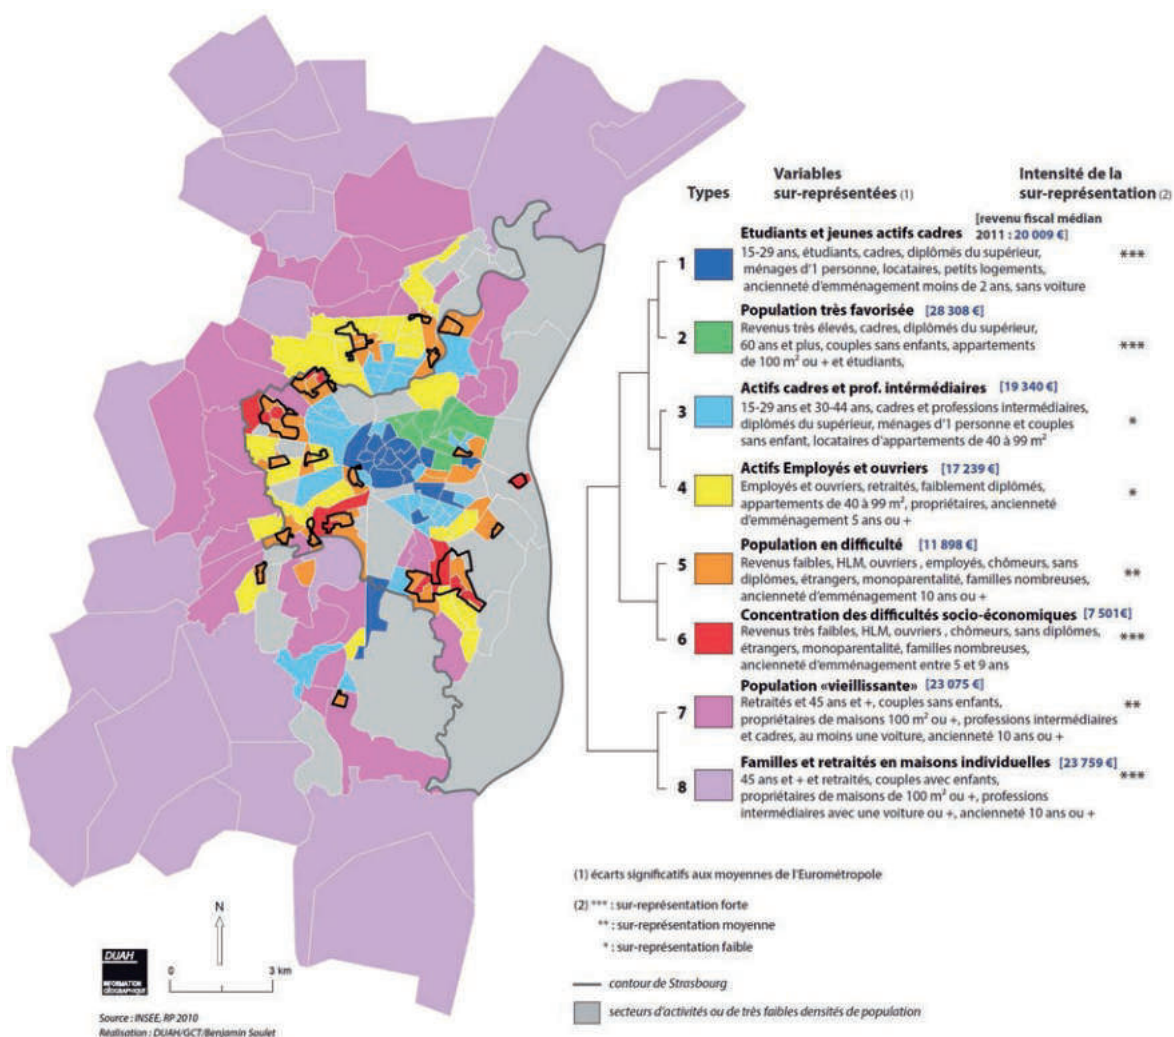 Types
Variables
sur-représentées (1)
Intensité de la
sur-représentation (2)
[revenu fiscal médian
2011 : 20 009 €]
1
Etudiants et jeunes actifs cadres
15-29 ans, étudiants, cadres, diplômés du supérieur,
ménages d'1 personne, locataires, petits logements,
ancienneté d'emménagement moins de 2 ans, sans voiture
***
2
Population très favorisée [28 308 €]
Revenus très élevés, cadres, diplômés du supérieur,
60 ans et plus, couples sans enfants, appartements
de 100 m² ou + et étudiants,
***
3
Actifs cadres et prof. intérmédiaires [19 340 €]
15-29 ans et 30-44 ans, cadres et professions intermédiaires,
diplômés du supérieur, ménages d'1 personne et couples
sans enfant, locataires d'appartements de 40 à 99 m²
*
4
Actifs Employés et ouvriers [17 239 €]
Employés et ouvriers, retraités, faiblement diplômés,
appartements de 40 à 99 m², propriétaires, ancienneté
d'emménagement 5 ans ou +
*
5
Population en difficulté [11 898 €]
Revenus faibles, HLM, ouvriers , employés, chômeurs, sans
diplômes, étrangers, monoparentalité, familles nombreuses,
ancienneté d'emménagement 10 ans ou +
**
6
Concentration des difficultés socio-économiques [7 501€]
Revenus très faibles, HLM, ouvriers , chômeurs, sans diplômes,
étrangers, monoparentalité, familles nombreuses,
ancienneté d'emménagement entre 5 et 9 ans
***
7
Population «vieillissante» [23 075 €]
Retraités et 45 ans et +, couples sans enfants,
propriétaires de maisons 100 m² ou +, professions intermédiaires
et cadres, au moins une voiture, ancienneté 10 ans ou +
**
8
Familles et retraités en maisons individuelles [23 759 €]
45 ans et + et retraités, couples avec enfants,
propriétaires de maisons de 100 m² ou +, professions
intermédiaires avec une voiture ou +, ancienneté 10 ans ou +
***
(1) écarts significatifs aux moyennes de l'Eurométropole
(2) *** : sur-représentation forte
** : sur-représentation moyenne
* : sur-représentation faible
contour de Strasbourg
secteurs d'activités ou de très faibles densités de population
N
DUAH
INFORMATION
GÉOGRAPHIQUE
0 3 km
Source : INSEE, RP 2010
Réalisation : DUAH/GCT/Benjamin Soulet